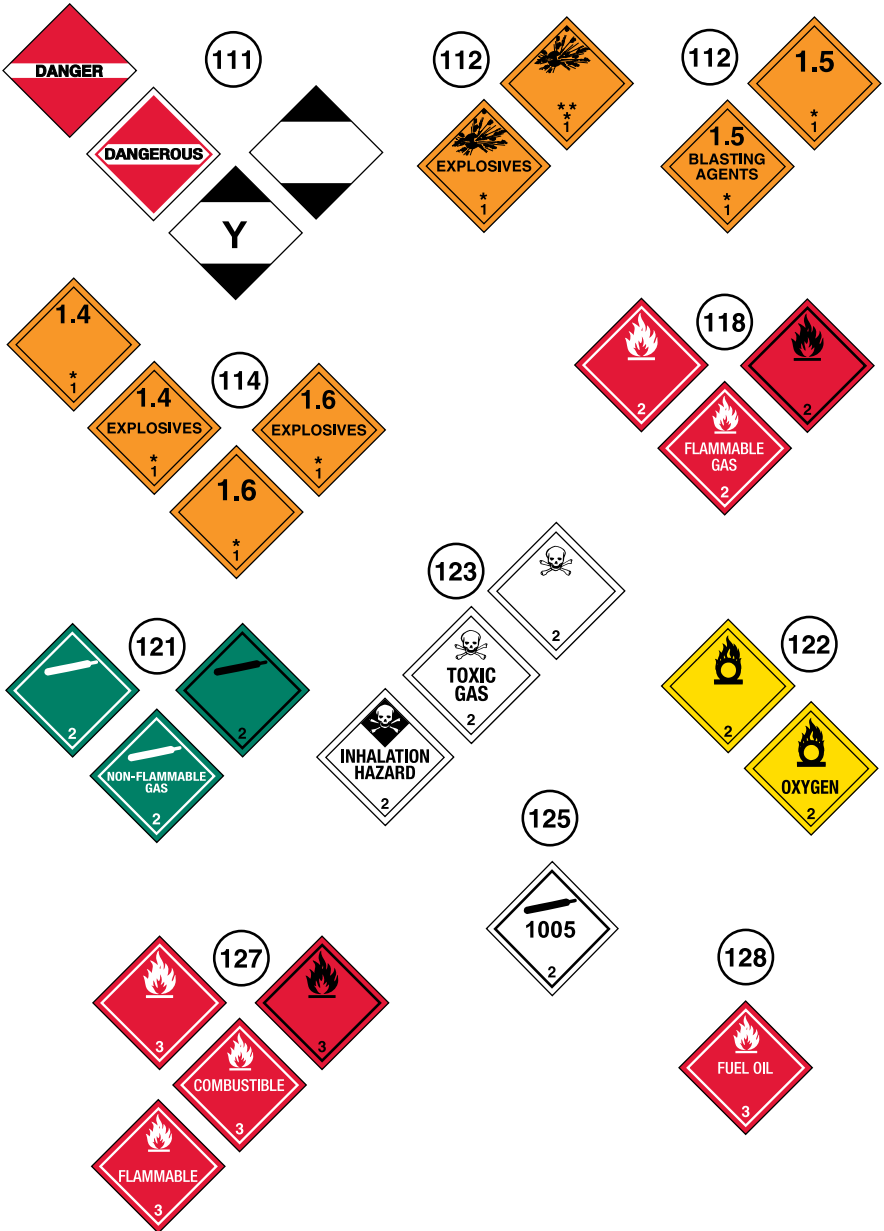 DANGER
111
DANGEROUS
Y
112
**
*
1
EXPLOSIVES
*
1
112
1.5
*
1
1.5
BLASTING
AGENTS
*
1
1.4
*
1
114
1.4
EXPLOSIVES
*
1
1.6
EXPLOSIVES
*
1
1.6
*
1
118
2
2
FLAMMABLE
GAS
2
123
2
TOXIC
GAS
2
INHALATION
HAZARD
2
121
2
2
NON-FLAMMABLE
GAS
2
122
2
OXYGEN
2
125
1005
2
127
3
3
COMBUSTIBLE
3
FLAMMABLE
3
128
FUEL OIL
3